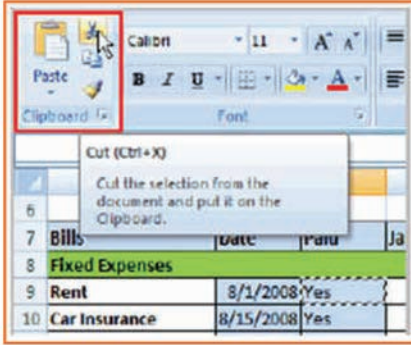 Calibri 11 A A
Paste
B I U A
Clipboard Font
Cut (Ctrl+X)
Cut the selection from the
document and put it on the
Clipboard.
6
7 Bills Date Paid Ja
8 Fixed Expenses
9 Rent 8/1/2008 Yes
10 Car Insurance 8/15/2008 Yes